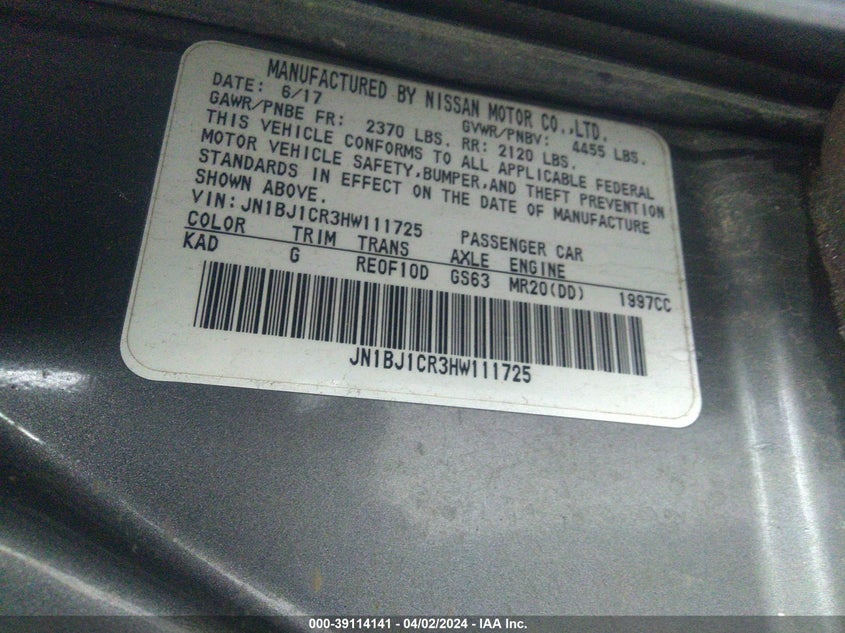 MANUFACTURED BY NISSAN MOTOR CO.,LTD.
DATE: 6/17 GVWR/PNBV: 4455 LBS.
GAWR/PNBE FR: 2370 LBS. RR: 2120 LBS.
THIS VEHICLE CONFORMS TO ALL APPLICABLE FEDERAL
MOTOR VEHICLE SAFETY,BUMPER,AND THEFT PREVENTION
STANDARDS IN EFFECT ON THE DATE OF MANUFACTURE
SHOWN ABOVE.
VIN:JN1BJ1CR3HW111725 PASSENGER CAR
COLOR TRIM TRANS AXLE ENGINE
KAD G RE0F10D GS63 MR20(DD) 1997CC
JN1BJ1CR3HW111725
000-39114141 - 04/02/2024 - IAA Inc.